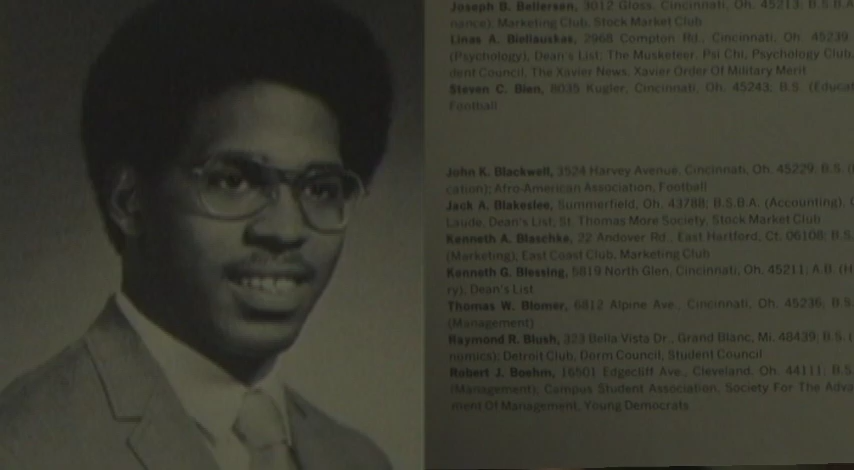 Joseph B. Bellersen, 3012 Gloss, Cincinnati, Oh. 45213; B.S.B.A
nance); Marketing Club, Stock Market Club
Linas A. Biellauskas, 2968 Compton Rd., Cincinnati, Oh. 45239
(Psychology), Dean's List; The Musketeer, Psi Chi, Psychology Club,
dent Council, The Xavier News, Xavier Order Of Military Merit
Steven C. Bien, 8035 Kugler; Cincinnati, Oh. 45243; B.S. (Educat
Football
John K. Blackwell, 3524 Harvey Avenue, Cincinnati, Oh. 45229; B.S. (
cation); Afro-American Association, Football
Jack A. Blakeslee, Summerfield, Oh. 43788; B.S.B.A. (Accounting),
Laude, Dean's List; St. Thomas More Society, Stock Market Club
Kenneth A. Blaschke, 22 Andover Rd., East Hartford, Ct. 06108; B.S.
(Marketing), East Coast Club, Marketing Club
Kenneth G. Blessing, 5819 North Glen, Cincinnati, Oh. 45211; A.B. (H
ry), Dean's List
Thomas W. Blomer, 6812 Alpine Ave., Cincinnati, Oh. 45236; B.S
(Management)
Raymond R. Blush, 323 Bella Vista Dr., Grand Blanc, Mi. 48439; B.S. (
nomics); Detroit Club, Dorm Council, Student Council
Robert J. Boehm, 16501 Edgecliff Ave., Cleveland, Oh. 44111; B.S.
(Management); Campus Student Association, Society For The Adva
ment Of Management, Young Democrats